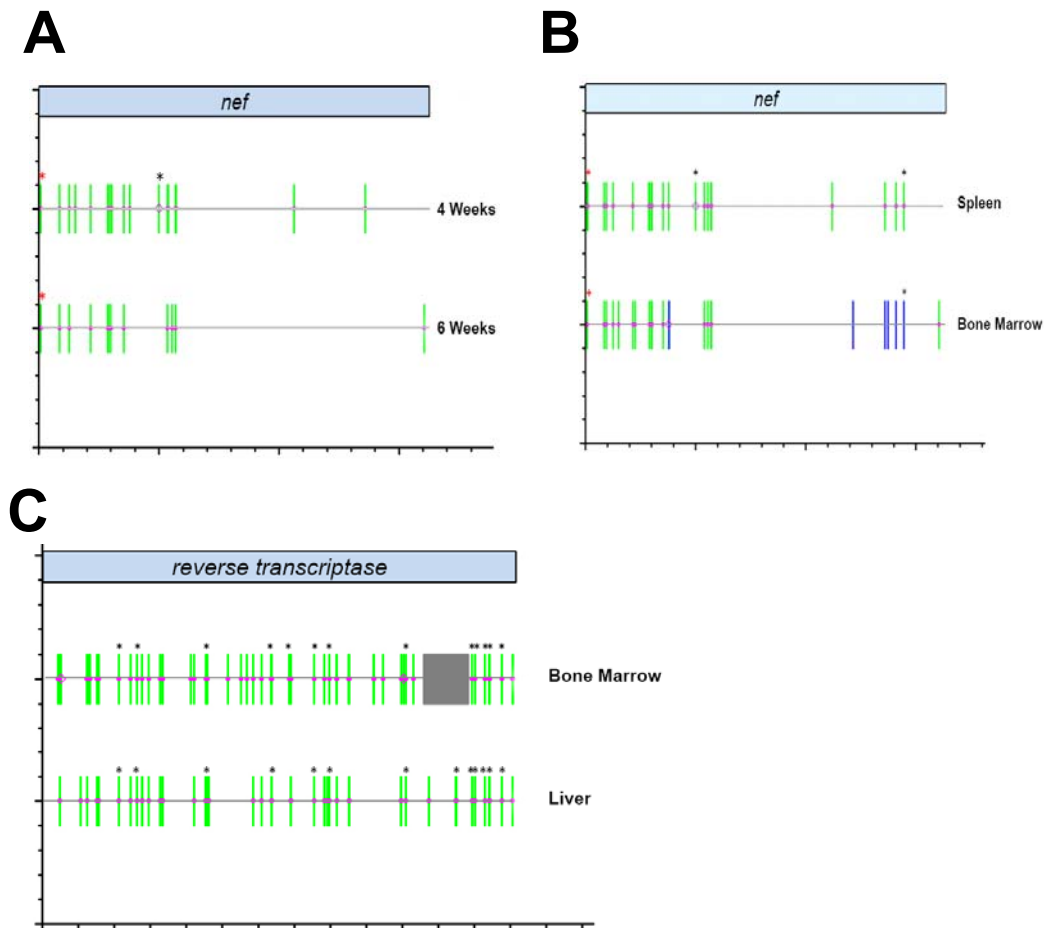 A
B
nef
nef
* *
4 Weeks
*
6 Weeks
* * *
Spleen
* *
Bone Marrow
C
reverse transcriptase
* * * * * * * * ** ** *
Bone Marrow
* * * * * * * * ** ** *
Liver